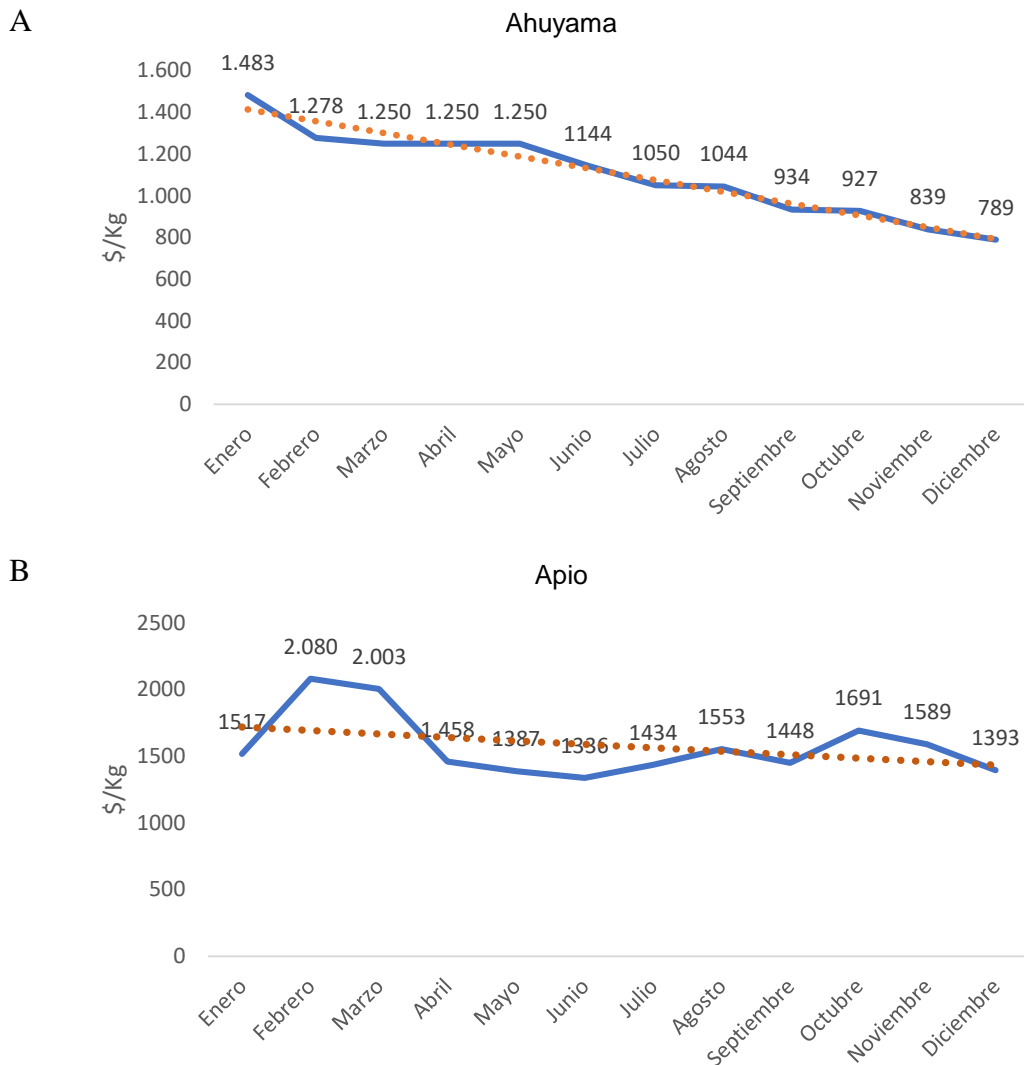 A
Ahuyama
$/Kg
1.600
1.400
1.200
1.000
800
600
400
200
0
1.483
1.278
1.250
1.250
1.250
1144
1050
1044
934
927
839
789
Enero
Febrero
Marzo
Abril
Mayo
Junio
Julio
Agosto
Septiembre
Octubre
Noviembre
Diciembre
B
Apio
$/Kg
2500
2000
1500
1000
500
0
1517
2.080
2.003
1.458
1387
1336
1434
1553
1448
1691
1589
1393
Enero
Febrero
Marzo
Abril
Mayo
Junio
Julio
Agosto
Septiembre
Octubre
Noviembre
Diciembre